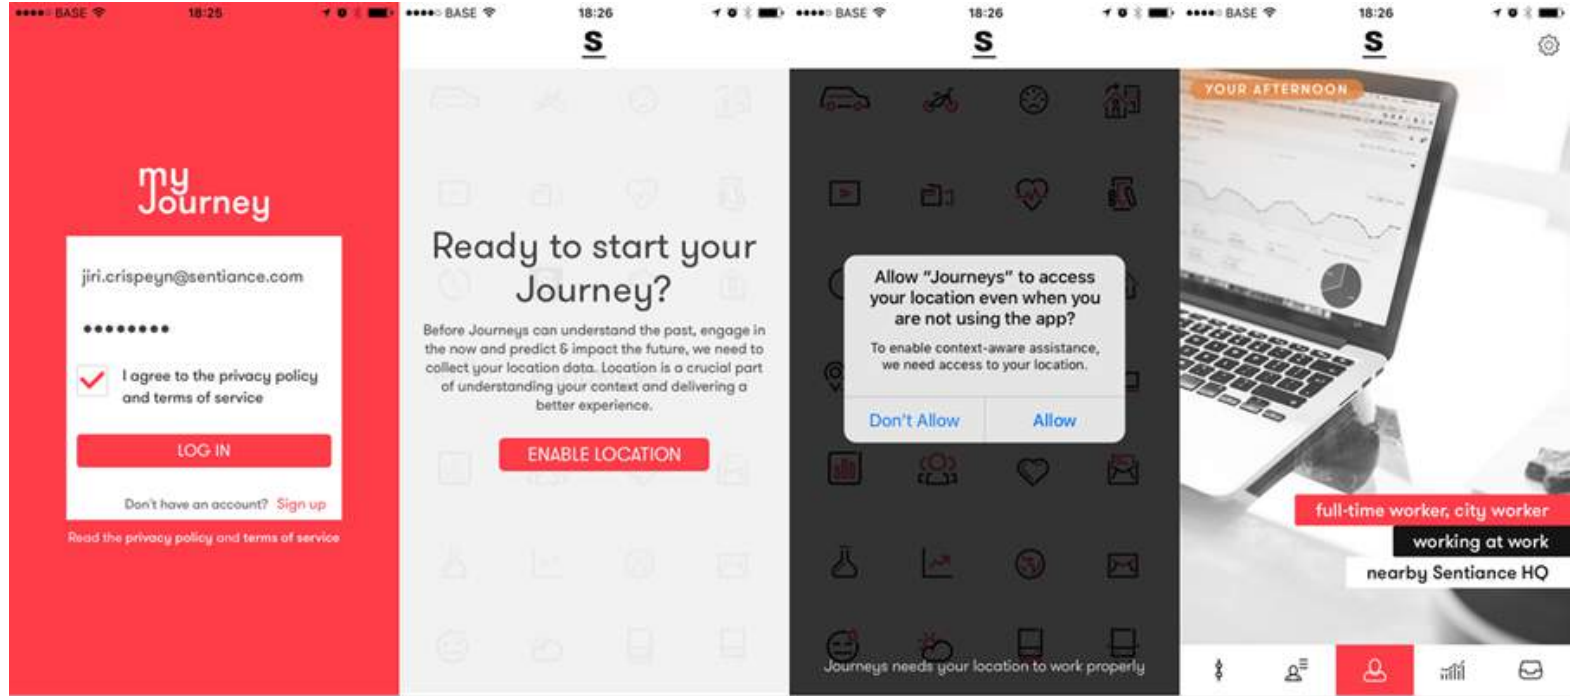 BASE 18:25
my
Journey
jiri.crispeyn@sentiance.com
••••••••
I agree to the privacy policy
and terms of service
LOG IN
Don't have an account? Sign up
Read the privacy policy and terms of service
BASE 18:26
S
Ready to start your
Journey?
Before Journeys can understand the past, engage in
the now and predict & impact the future, we need to
collect your location data. Location is a crucial part
of understanding your context and delivering a
better experience.
ENABLE LOCATION
BASE 18:26
S
Allow "Journeys" to access
your location even when you
are not using the app?
To enable context-aware assistance,
we need access to your location.
Don't Allow Allow
Journeys needs your location to work properly
BASE 18:26
S
YOUR AFTERNOON
full-time worker, city worker
working at work
nearby Sentiance HQ